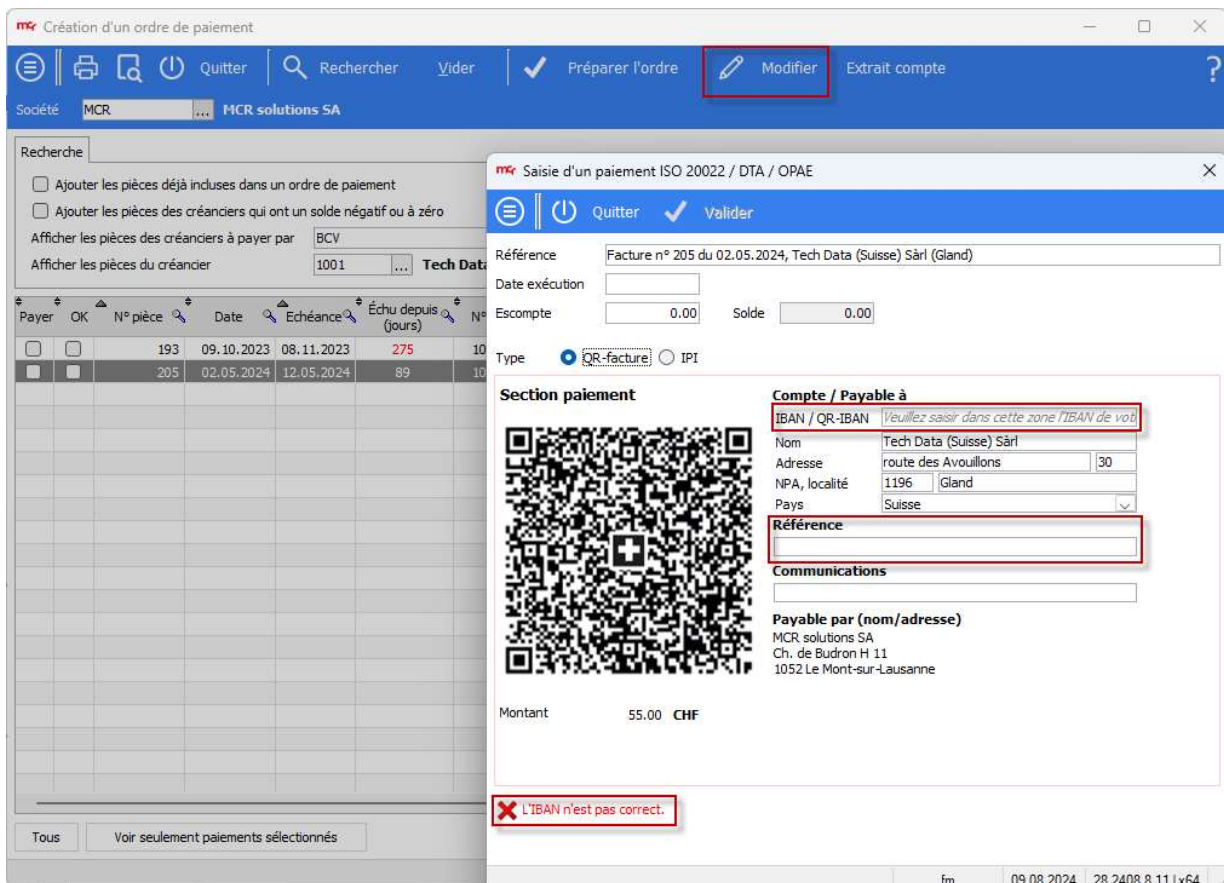 mcr Création d'un ordre de paiement
Quitter Rechercher Vider Préparer l'ordre Modifier Extrait compte ?
Société MCR ... MCR solutions SA
Recherche
Ajouter les pièces déjà incluses dans un ordre de paiement
Ajouter les pièces des créanciers qui ont un solde négatif ou à zéro
Afficher les pièces des créanciers à payer par BCV
Afficher les pièces du créancier 1001 ... Tech Data
Payer OK N° pièce Date Echéance Échu depuis (jours) N°
193 09.10.2023 08.11.2023 275 10
205 02.05.2024 12.05.2024 89 10
Tous Voir seulement paiements sélectionnés
mcr Saisie d'un paiement ISO 20022 / DTA / OPAE
Quitter Valider
Référence Facture n° 205 du 02.05.2024, Tech Data (Suisse) Sàrl (Gland)
Date exécution
Escompte 0.00 Solde 0.00
Type QR-facture IPI
Section paiement
Compte / Payable à
IBAN / QR-IBAN Veuillez saisir dans cette zone l'IBAN de vot
Nom Tech Data (Suisse) Sàrl
Adresse route des Avouillons 30
NPA, localité 1196 Gland
Pays Suisse
Référence
Communications
Payable par (nom/adresse)
MCR solutions SA
Ch. de Budron H 11
1052 Le Mont-sur-Lausanne
Montant 55.00 CHF
L'IBAN n'est pas correct.
fm 09.08.2024 28.2408.8.11 Lx64